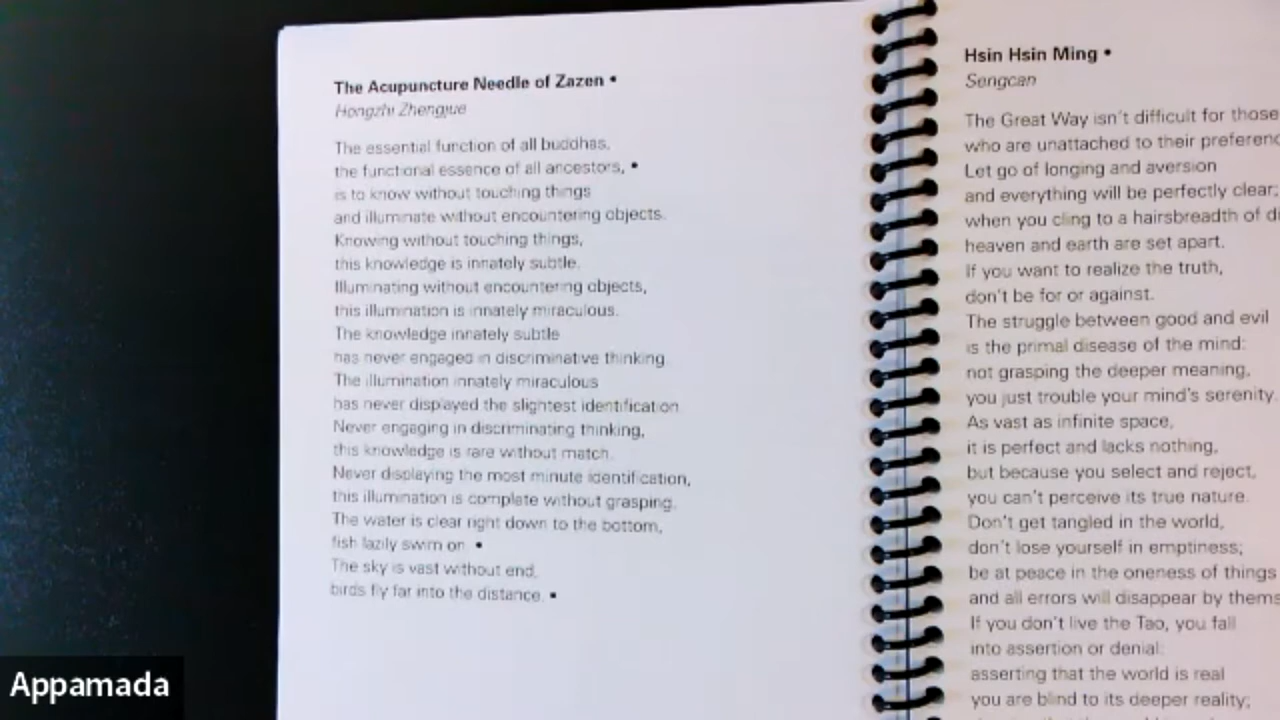 The Acupuncture Needle of Zazen •
Hongzhi Zhengjue
The essential function of all buddhas,
the functional essence of all ancestors, •
is to know without touching things
and illuminate without encountering objects.
Knowing without touching things,
this knowledge is innately subtle.
Illuminating without encountering objects,
this illumination is innately miraculous.
The knowledge innately subtle
has never engaged in discriminative thinking.
The illumination innately miraculous
has never displayed the slightest identification.
Never engaging in discriminating thinking,
this knowledge is rare without match.
Never displaying the most minute identification,
this illumination is complete without grasping.
The water is clear right down to the bottom,
fish lazily swim on. •
The sky is vast without end,
birds fly far into the distance. •
Hsin Hsin Ming •
Sengcan
The Great Way isn't difficult for those
who are unattached to their
Let go of longing and aversion
and everything will be perfectly clear;
when you cling to a hairsbreadth of
heaven and earth are set apart.
If you want to realize the truth,
don't be for or against.
The struggle between good and evil
is the primal disease of the mind:
not grasping the deeper meaning,
you just trouble your mind's serenity.
As vast as infinite space,
it is perfect and lacks nothing,
but because you select and reject,
you can't perceive its true nature.
Don't get tangled in the world,
don't lose yourself in emptiness;
be at peace in the oneness of things
and all errors will disappear by
If you don't live the Tao, you fall
into assertion or denial:
asserting that the world is real
you are blind to its deeper reality;
Appamada